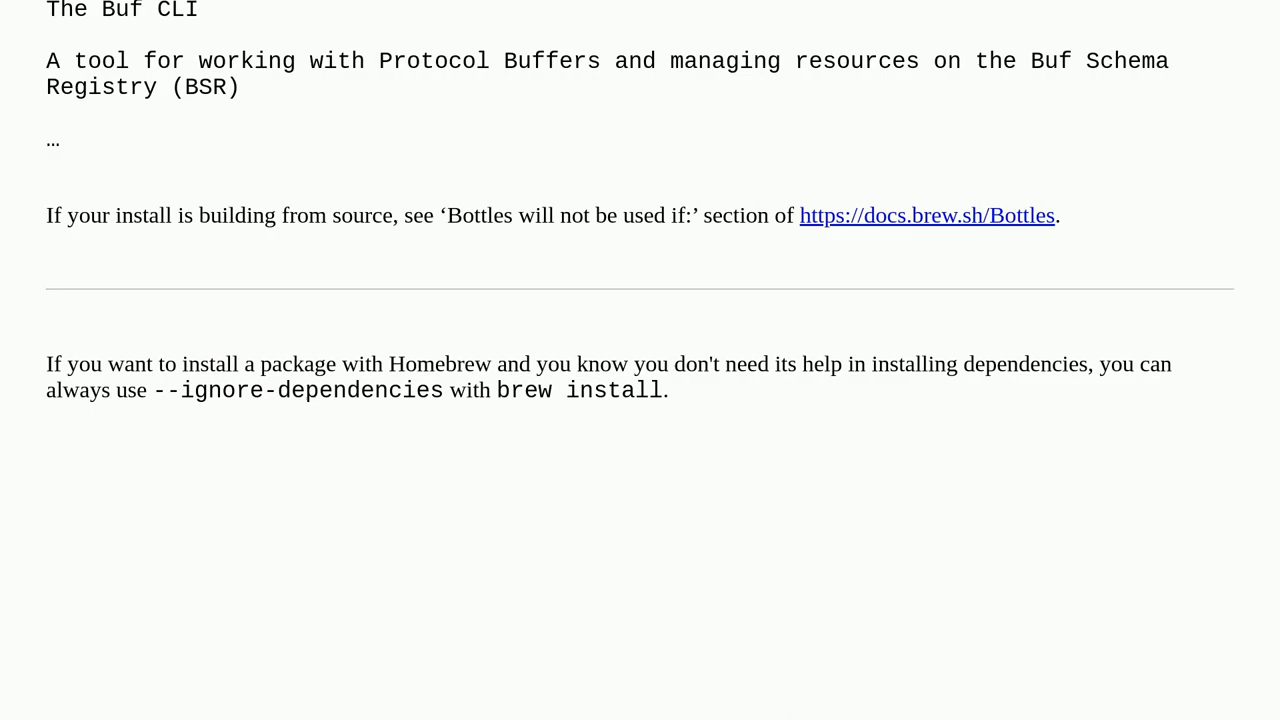 The Buf CLI
A tool for working with Protocol Buffers and managing resources on the Buf Schema
Registry (BSR)
…
If your install is building from source, see ‘Bottles will not be used if:’ section of https://docs.brew.sh/Bottles.
If you want to install a package with Homebrew and you know you don't need its help in installing dependencies, you can
always use --ignore-dependencies with brew install.